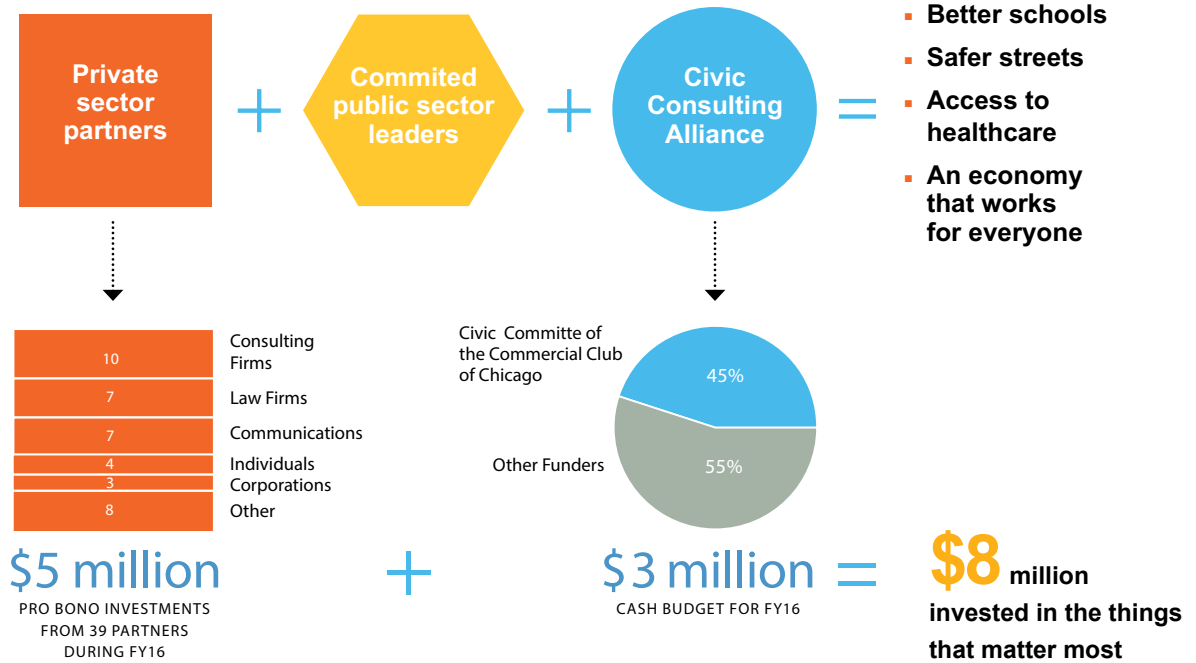 Private
sector
partners
+
Commited
public sector
leaders
+
Civic
Consulting
Alliance
=
▪ Better schools
▪ Safer streets
▪ Access to
healthcare
▪ An economy
that works
for everyone
10
Consulting
Firms
7
Law Firms
7
Communications
4
Individuals
3
Corporations
8
Other
Civic Committe of
the Commercial Club
of Chicago
45%
Other Funders
55%
$5 million
PRO BONO INVESTMENTS
FROM 39 PARTNERS
DURING FY16
+
$3 million
CASH BUDGET FOR FY16
=
$8 million
invested in the things
that matter most